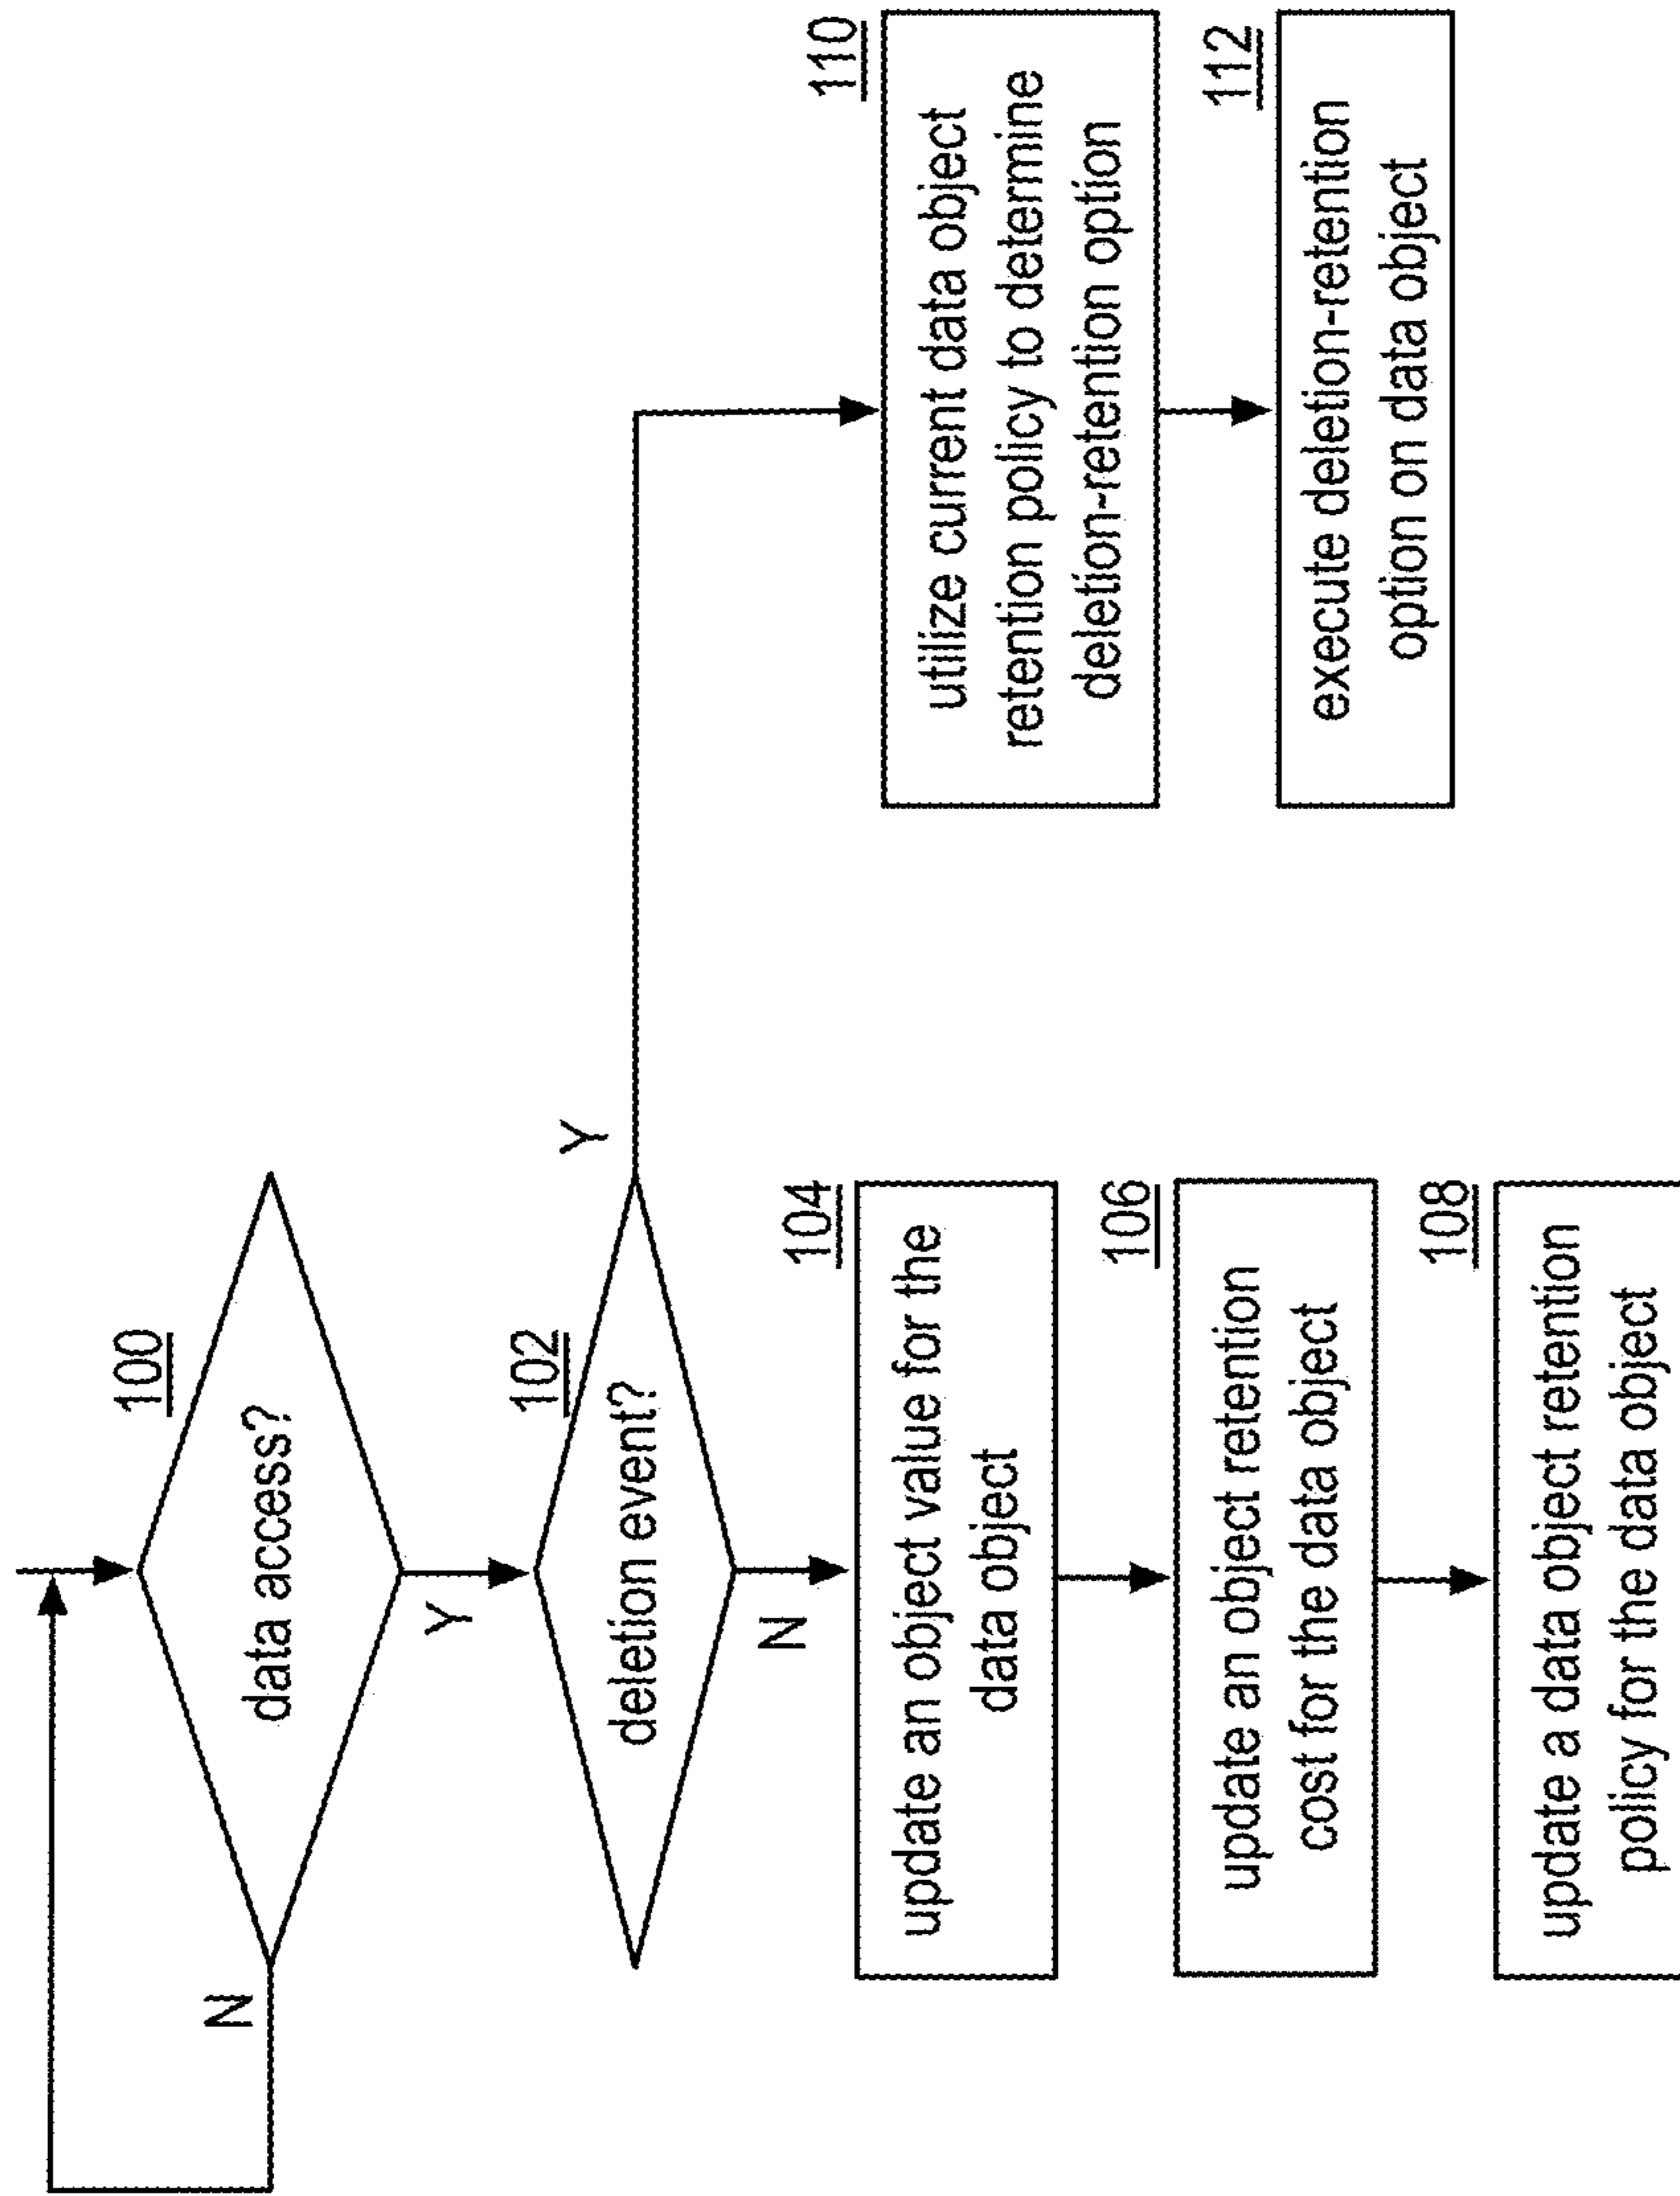 100
data access?
N
Y
102
deletion event?
Y
N
104
update an object value for the
data object
106
update an object retention
cost for the data object
108
update a data object retention
policy for the data object
110
utilize current data object
retention policy to determine
deletion-retention option
112
execute deletion-retention
option on data object